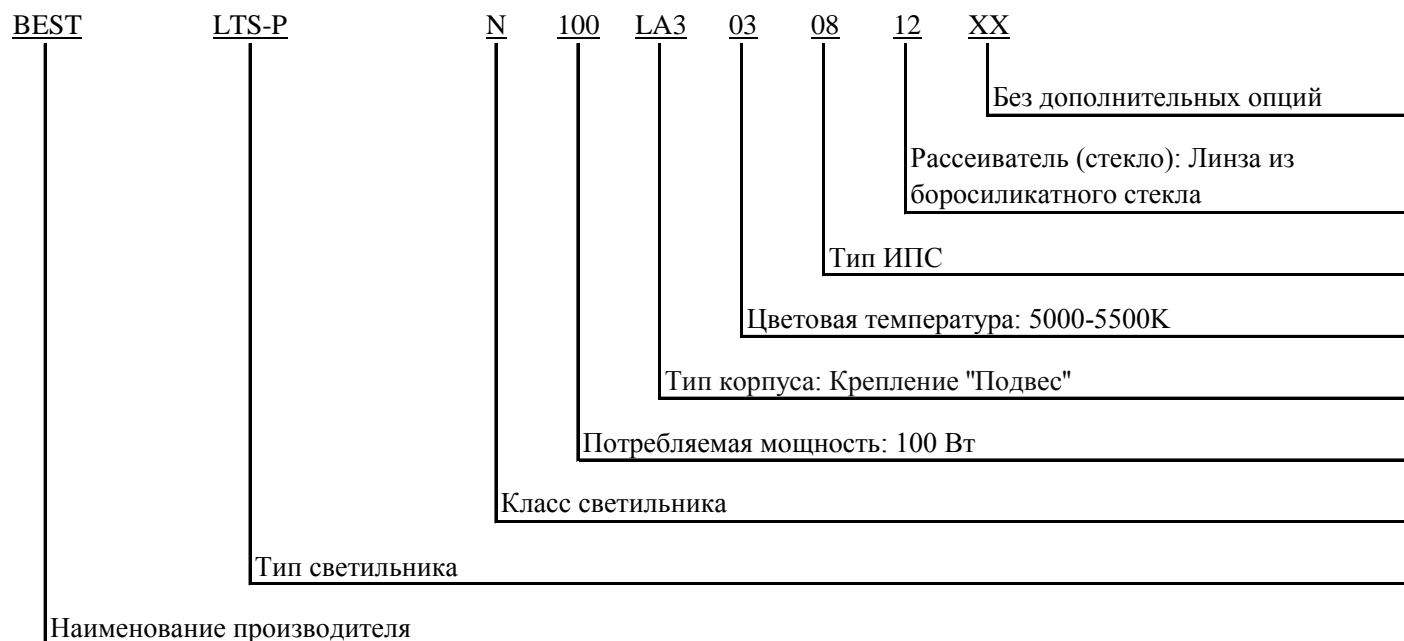 BEST LTS-P N 100 LA3 03 08 12 XX
Без дополнительных опций
Рассеиватель (стекло): Линза из
боросиликатного стекла
Тип ИПС
Цветовая температура: 5000-5500К
Тип корпуса: Крепление "Подвес"
Потребляемая мощность: 100 Вт
Класс светильника
Тип светильника
Наименование производителя